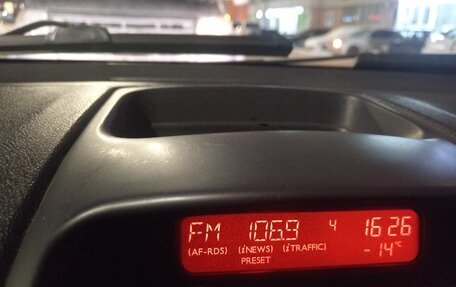 FM 106.9 4 16 26
(AF-RDS) (iNEWS) (iTRAFFIC) -14°C
PRESET